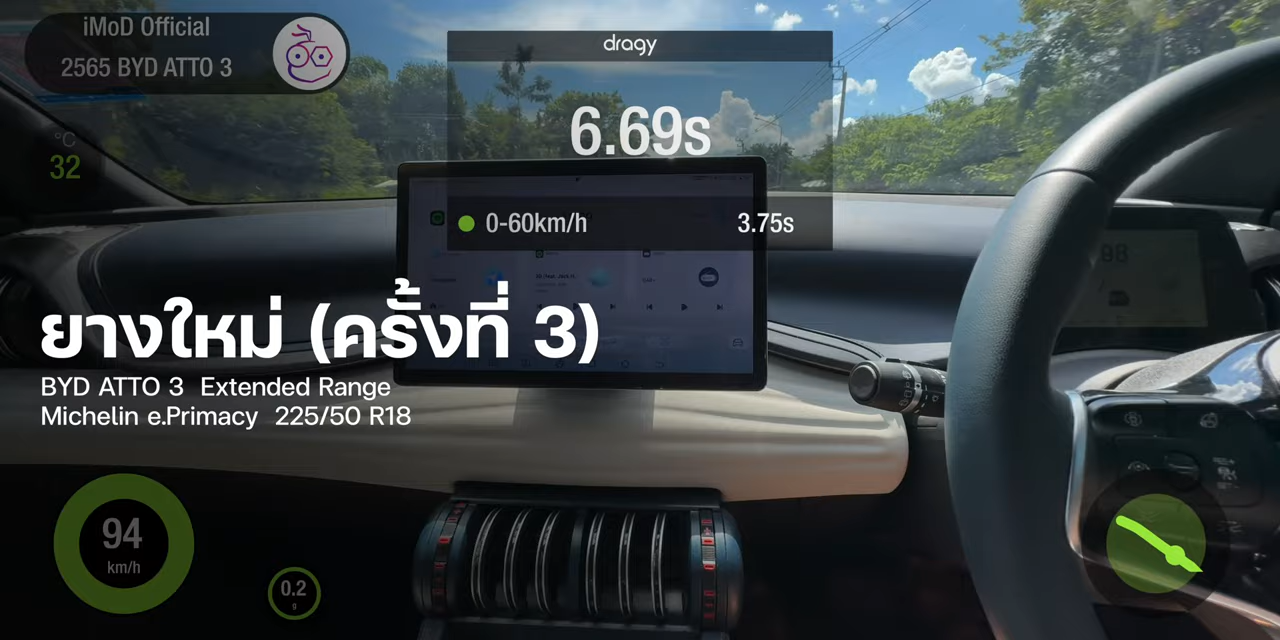 iMoD Official
2565 BYD ATTO 3
dragy
6.69s
°C
32
0-60km/h
3.75s
98
ยางใหม่ (ครั้งที่ 3)
BYD ATTO 3 Extended Range
Michelin e.Primacy 225/50 R18
94
km/h
0.2
g